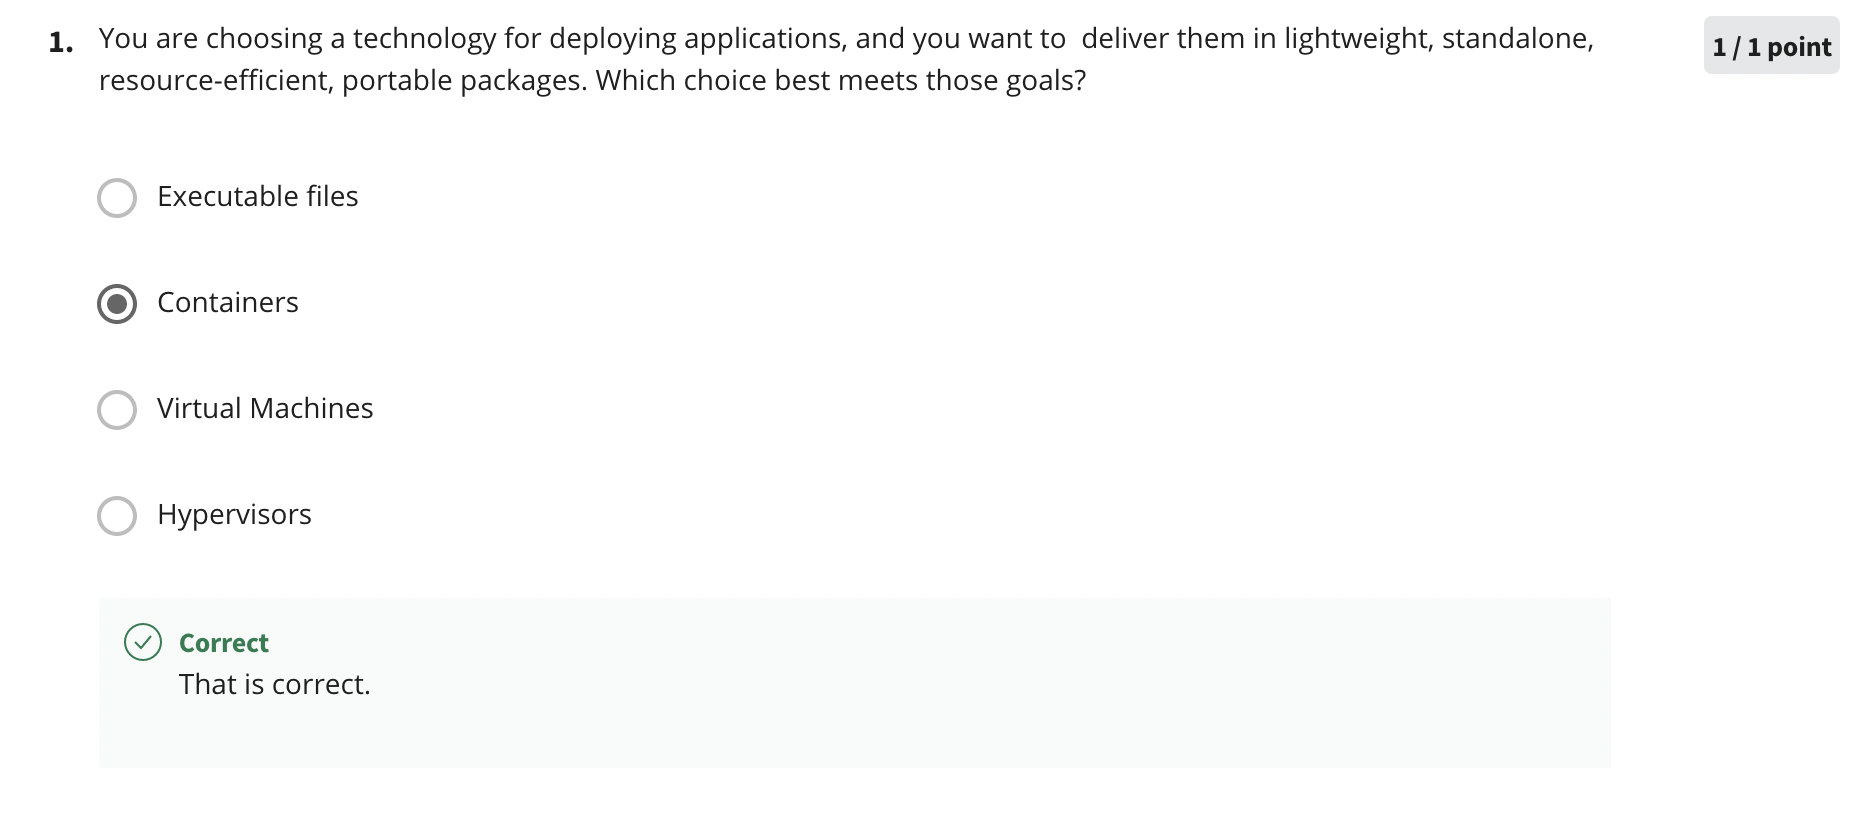 1. You are choosing a technology for deploying applications, and you want to  deliver them in lightweight, standalone,
1 / 1 point
resource-efficient, portable packages. Which choice best meets those goals?
Executable files
Containers
Virtual Machines
Hypervisors
Correct
That is correct.